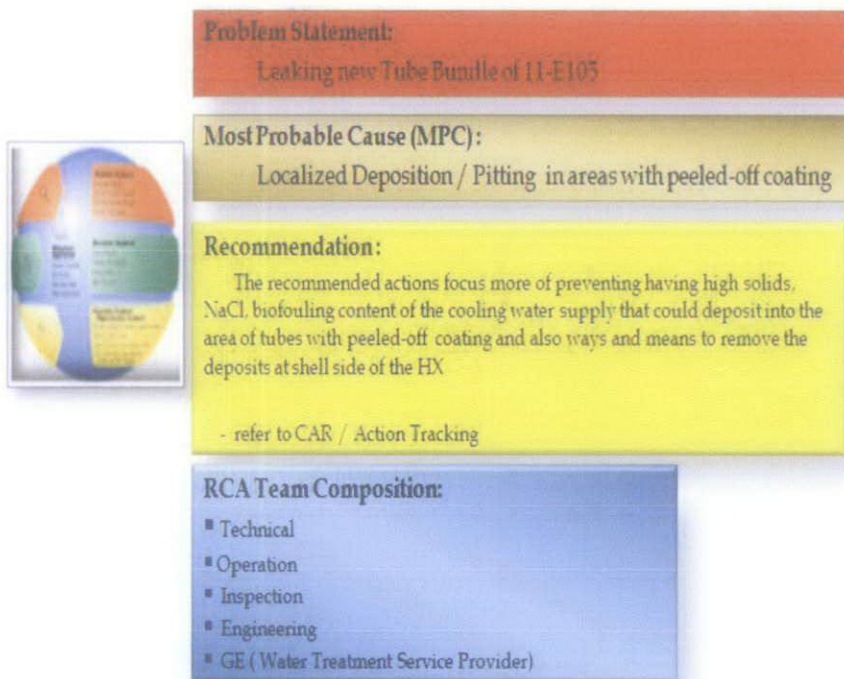 Problem Statement:
Leaking new Tube Bundle of 11-E105
Most Probable Cause (MPC) :
Localized Deposition / Pitting in areas with peeled-off coating
Recommendation :
The recommended actions focus more of preventing having high solids,
NaCl, biofouling content of the cooling water supply that could deposit into the
area of tubes with peeled-off coating and also ways and means to remove the
deposits at shell side of the HX
- refer to CAR / Action Tracking
RCA Team Composition:
▪ Technical
▪ Operation
▪ Inspection
▪ Engineering
▪ GE ( Water Treatment Service Provider)